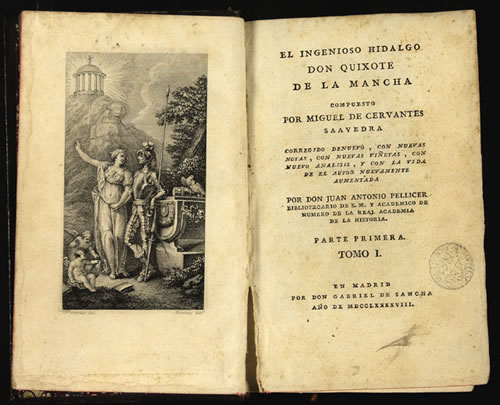 EL INGENIOSO HIDALGO
DON QUIXOTE
DE LA MANCHA
COMPUESTO
POR MIGUEL DE CERVANTES
SAAVEDRA
CORREGIDO DENUEVO, CON NUEVAS
NOTAS, CON NUEVAS VIÑETAS, CON
NUEVO ANALISIS, Y CON LA VIDA
DE EL AUTOR NUEVAMENTE
AUMENTADA
POR DON JUAN ANTONIO PELLICER
BIBLIOTECARIO DE S. M. Y ACADEMICO DE
NUMERO DE LA REAL ACADEMIA
DE LA HISTORIA.
PARTE PRIMERA.
TOMO I.
EN MADRID
POR DON GABRIEL DE SANCHA
AÑO DE MDCCLXXXXVIII.